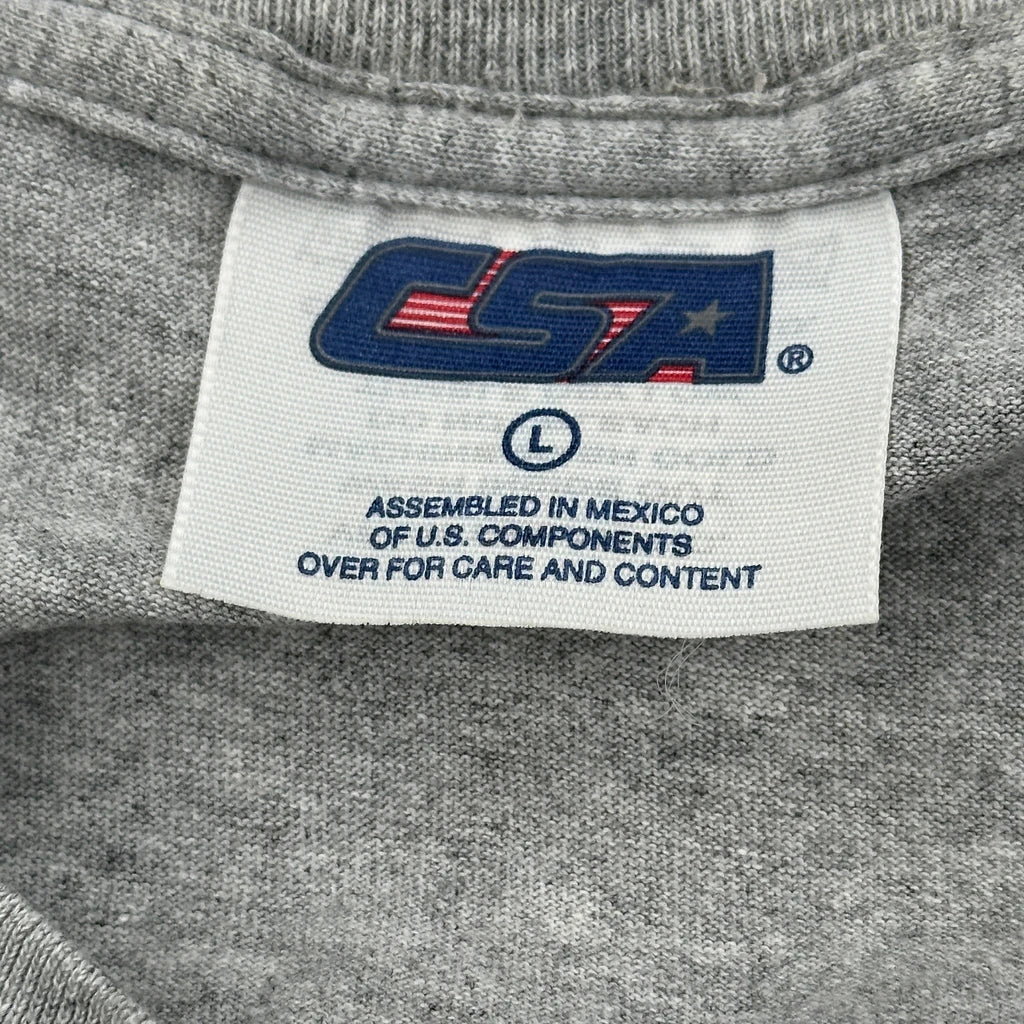 CSA®
L
ASSEMBLED IN MEXICO
OF U.S. COMPONENTS
OVER FOR CARE AND CONTENT